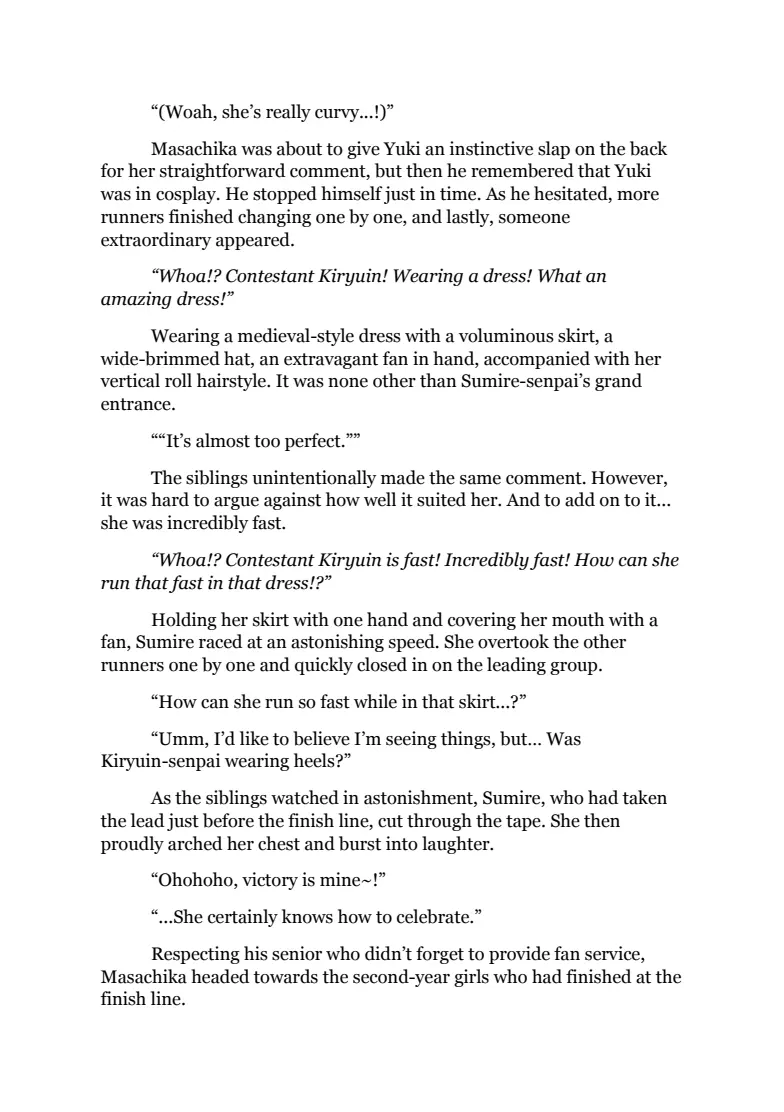 “(Woah, she’s really curvy...!)”
Masachika was about to give Yuki an instinctive slap on the back
for her straightforward comment, but then he remembered that Yuki
was in cosplay. He stopped himself just in time. As he hesitated, more
runners finished changing one by one, and lastly, someone
extraordinary appeared.
“Whoa!? Contestant Kiryuin! Wearing a dress! What an
amazing dress!”
Wearing a medieval-style dress with a voluminous skirt, a
wide-brimmed hat, an extravagant fan in hand, accompanied with her
vertical roll hairstyle. It was none other than Sumire-senpai’s grand
entrance.
““It’s almost too perfect.””
The siblings unintentionally made the same comment. However,
it was hard to argue against how well it suited her. And to add on to it...
she was incredibly fast.
“Whoa!? Contestant Kiryuin is fast! Incredibly fast! How can she
run that fast in that dress!?”
Holding her skirt with one hand and covering her mouth with a
fan, Sumire raced at an astonishing speed. She overtook the other
runners one by one and quickly closed in on the leading group.
“How can she run so fast while in that skirt...?”
“Umm, I’d like to believe I’m seeing things, but... Was
Kiryuin-senpai wearing heels?”
As the siblings watched in astonishment, Sumire, who had taken
the lead just before the finish line, cut through the tape. She then
proudly arched her chest and burst into laughter.
“Ohohoho, victory is mine~!”
“...She certainly knows how to celebrate.”
Respecting his senior who didn’t forget to provide fan service,
Masachika headed towards the second-year girls who had finished at the
finish line.